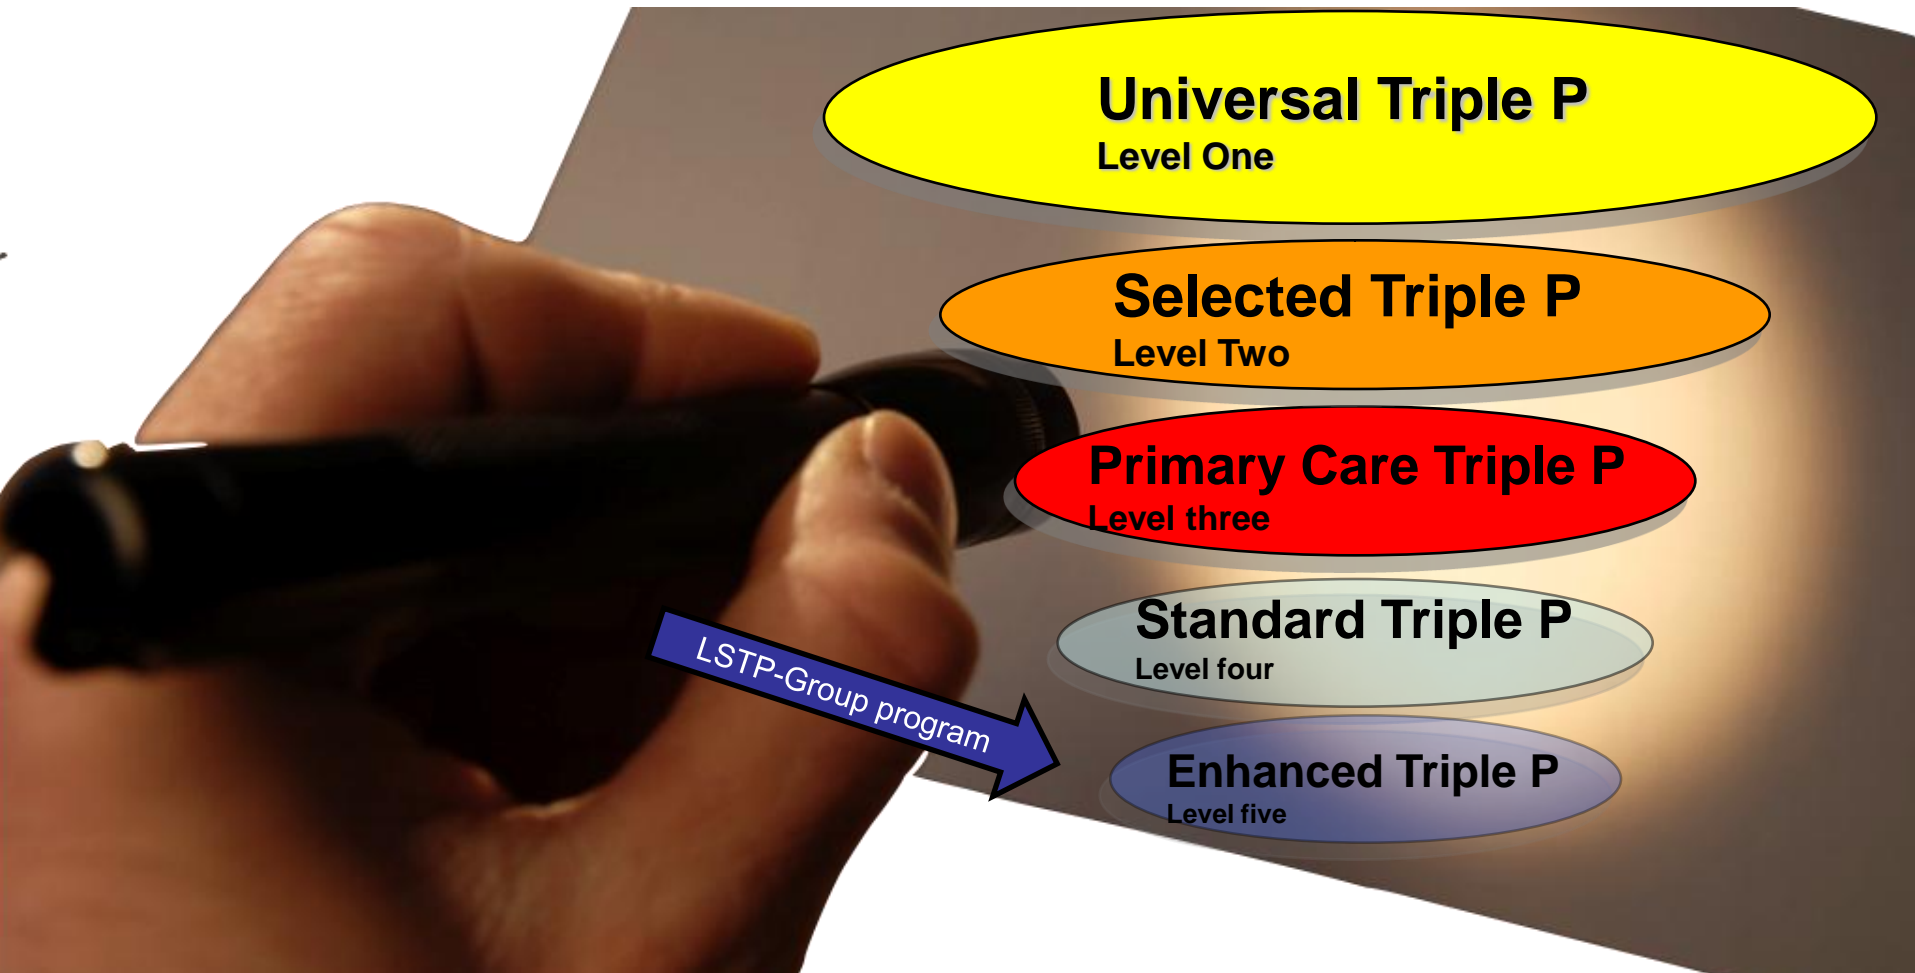 Universal Triple P
Level One
Selected Triple P
Level Two
Primary Care Triple P
Level three
Standard Triple P
Level four
LSTP-Group program
Enhanced Triple P
Level five